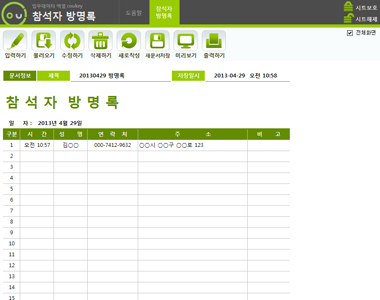 컴우데이터 엑셀 cooley
참석자 방명록
도움말
참석자
방명록
시트보호
시트해제
전체화면
입력하기 불러오기 수정하기 삭제하기 새로작성 새문서저장 미리보기 출력하기
문서정보 제목 20130429 방명록 저장일시 2013-04-29 오전 10:58
참 석 자 방 명 록
일 자 : 2013년 4월 29일
구분 시 간 성 명 연 락 처 주 소 비 고
1 오전 10:57 김○○ 000-7412-9632 ○○시 ○○구 ○○로 123
2
3
4
5
6
7
8
9
10
11
12
13
14
15